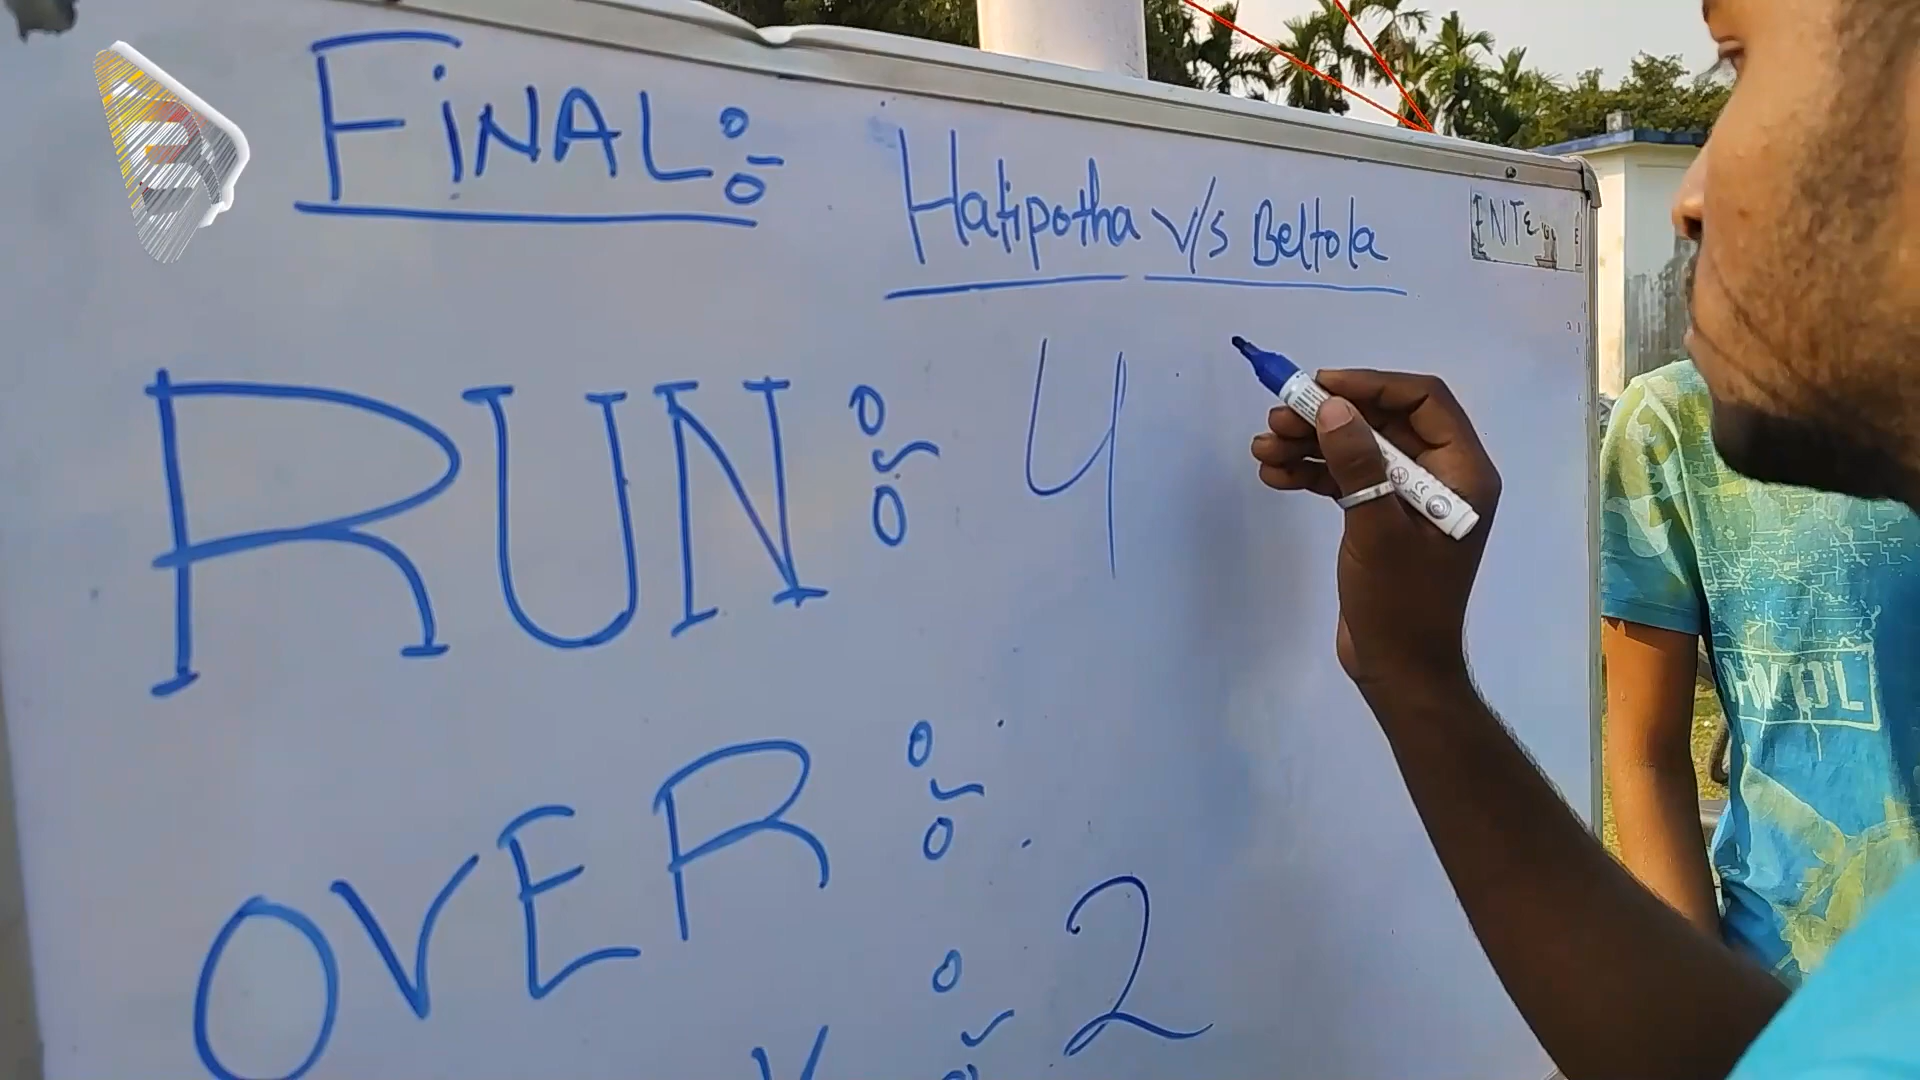 FiNAL:-
Hatipotha v/s Beltola
RUN :- 4
OVER :-
2